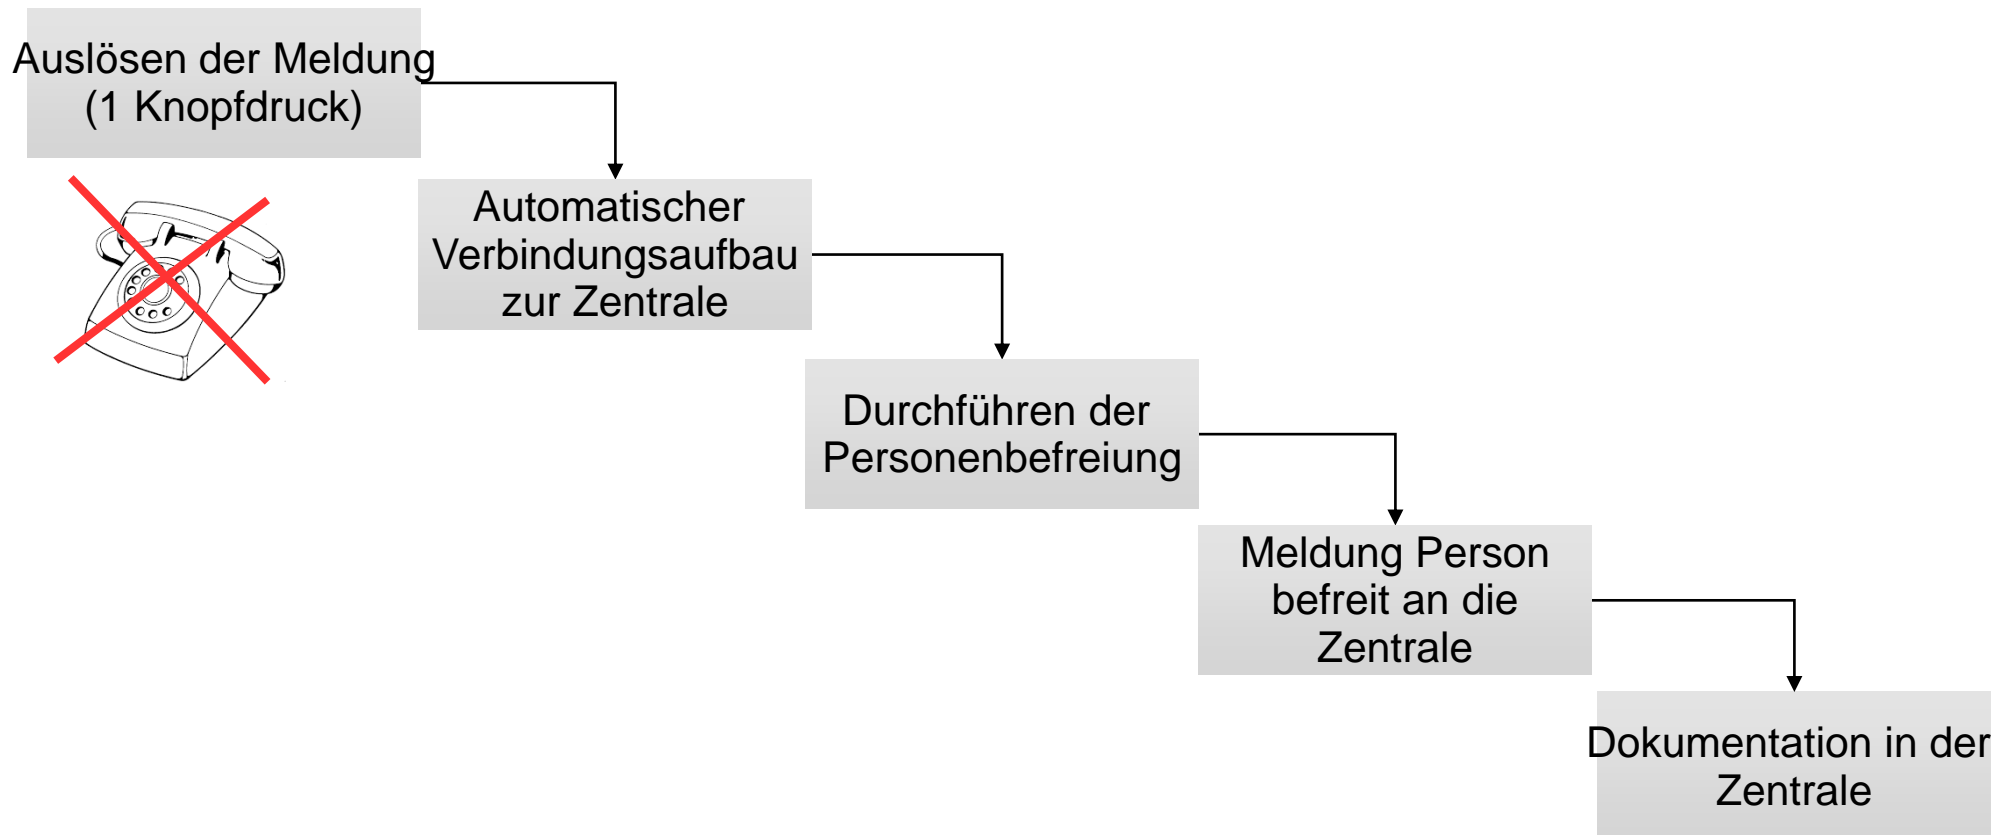 Auslösen der Meldung
(1 Knopfdruck)
Automatischer
Verbindungsaufbau
zur Zentrale
Durchführen der
Personenbefreiung
Meldung Person
befreit an die
Zentrale
Dokumentation in der
Zentrale